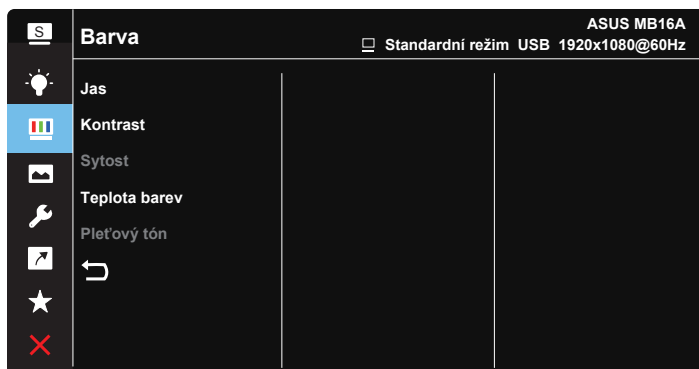 S
Barva
ASUS MB16A
Standardní režim USB 1920x1080@60Hz
Jas
Kontrast
Sytost
Teplota barev
Pleťový tón